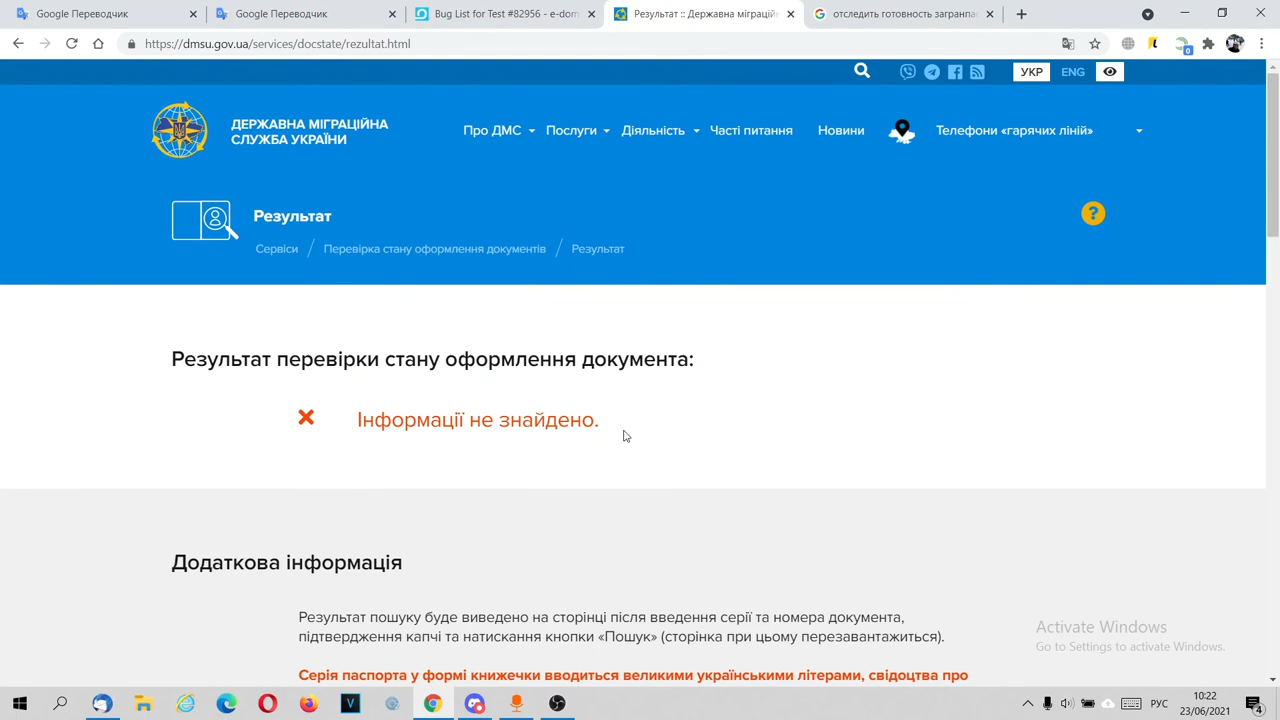 Google Переводчик
Google Переводчик
Bug List for Test #82956 - e-dom
Результат :: Державна міграцій
отследить готовность загранпа
https://dmsu.gov.ua/services/docstate/rezultat.html
УКР ENG
ДЕРЖАВНА МІГРАЦІЙНА
СЛУЖБА УКРАЇНИ
Про ДМС Послуги Діяльність Часті питання Новини Телефони «гарячих ліній»
Результат
?
Сервіси / Перевірка стану оформлення документів / Результат
Результат перевірки стану оформлення документа:
Інформації не знайдено.
Додаткова інформація
Результат пошуку буде виведено на сторінці після введення серії та номера документа,
підтвердження капчі та натискання кнопки «Пошук» (сторінка при цьому перезавантажиться).
Серія паспорта у формі книжечки вводиться великими українськими літерами, свідоцтва про
Activate Windows
Go to Settings to activate Windows.
РУС
10:22
23/06/2021
4